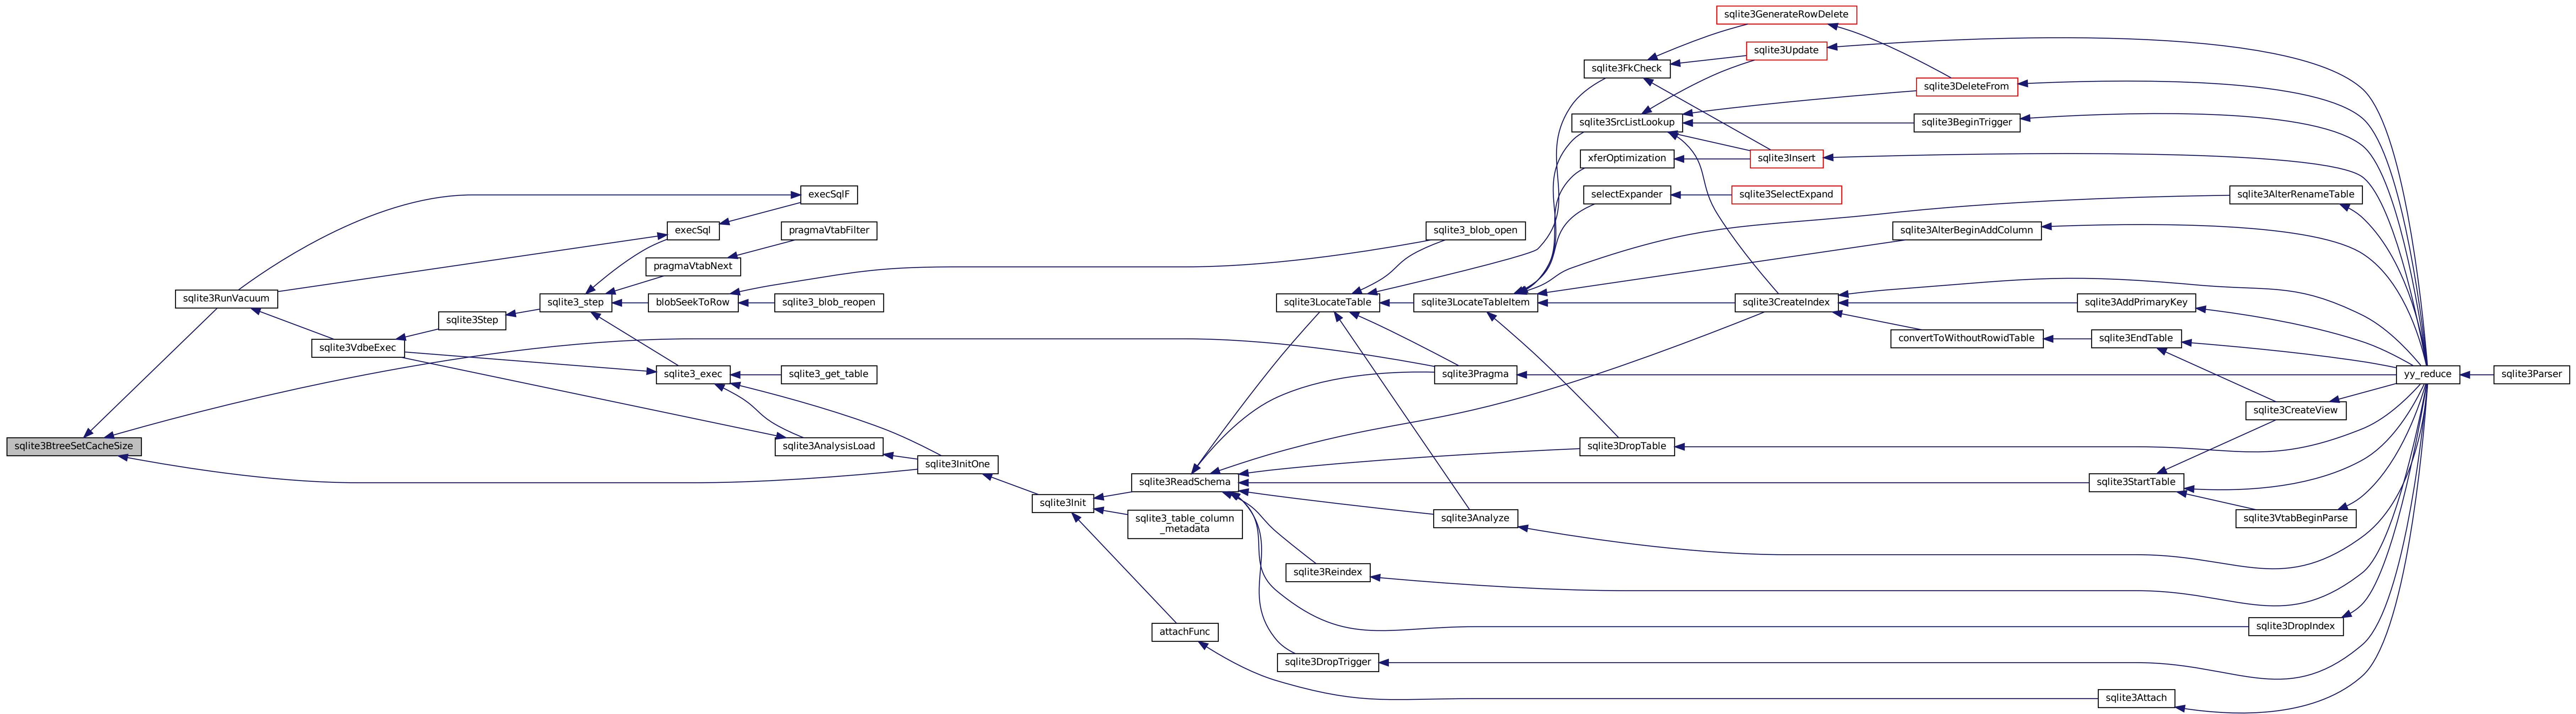 sqlite3GenerateRowDelete
sqlite3Update
sqlite3FkCheck
sqlite3DeleteFrom
sqlite3SrcListLookup
sqlite3BeginTrigger
xferOptimization
sqlite3Insert
execSqlF
selectExpander
sqlite3SelectExpand
sqlite3AlterRenameTable
execSql
pragmaVtabFilter
sqlite3_blob_open
sqlite3AlterBeginAddColumn
pragmaVtabNext
sqlite3RunVacuum
sqlite3_step
blobSeekToRow
sqlite3_blob_reopen
sqlite3LocateTable
sqlite3LocateTableItem
sqlite3CreateIndex
sqlite3AddPrimaryKey
sqlite3Step
convertToWithoutRowidTable
sqlite3EndTable
sqlite3VdbeExec
sqlite3_exec
sqlite3_get_table
sqlite3Pragma
yy_reduce
sqlite3Parser
sqlite3CreateView
sqlite3BtreeSetCacheSize
sqlite3AnalysisLoad
sqlite3DropTable
sqlite3InitOne
sqlite3ReadSchema
sqlite3StartTable
sqlite3Init
sqlite3_table_column
_metadata
sqlite3Analyze
sqlite3VtabBeginParse
sqlite3Reindex
attachFunc
sqlite3DropIndex
sqlite3DropTrigger
sqlite3Attach